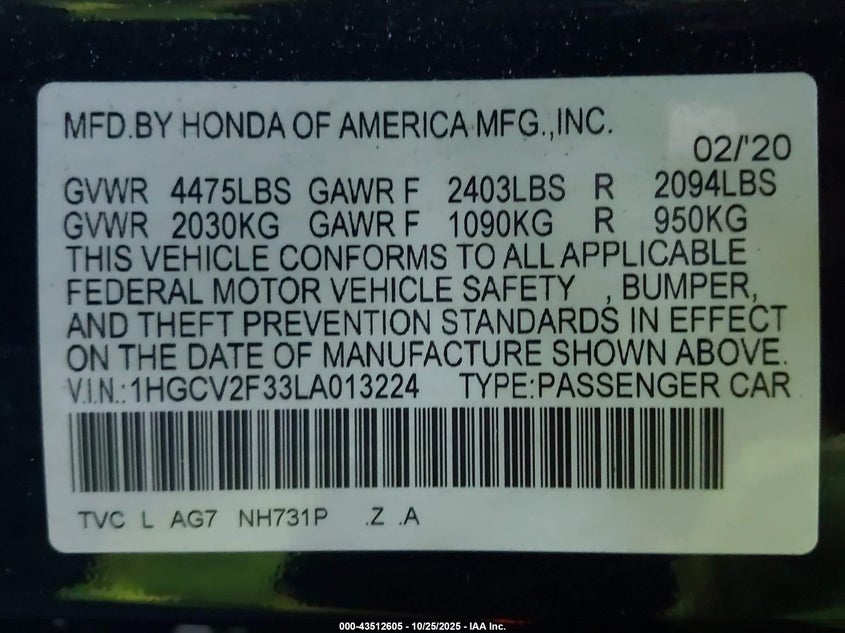 MFD.BY HONDA OF AMERICA MFG.,INC.
02/'20
GVWR 4475LBS GAWR F 2403LBS R 2094LBS
GVWR 2030KG GAWR F 1090KG R 950KG
THIS VEHICLE CONFORMS TO ALL APPLICABLE
FEDERAL MOTOR VEHICLE SAFETY , BUMPER,
AND THEFT PREVENTION STANDARDS IN EFFECT
ON THE DATE OF MANUFACTURE SHOWN ABOVE.
V.I.N.:1HGCV2F33LA013224 TYPE:PASSENGER CAR
TVC L AG7 NH731P .Z .A
000-43512605 - 10/25/2025 - IAA Inc.